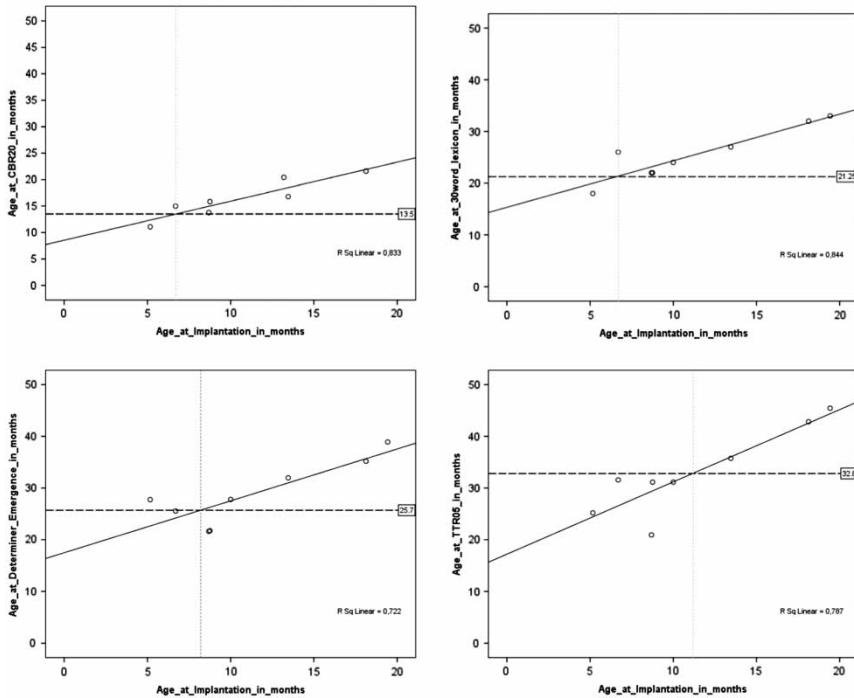 50
45
40
35
30
25
20
15
10
5
0
Age_at_CBR20_in_months
13.5
R Sq Linear = 0,833
0 5 10 15 20
Age_at_Implantation_in_months
50
40
30
20
10
0
Age_at_30word_lexicon_in_months
21.25
R Sq Linear = 0,844
0 5 10 15 20
Age_at_Implantation_in_months
50
40
30
20
10
0
Age_at_Determiner_Emergence_in_months
25.7
R Sq Linear = 0,722
0 5 10 15 20
Age_at_Implantation_in_months
50
40
30
20
10
0
Age_at_TTR05_in_months
R Sq Linear = 0,787
0 5 10 15 20
Age_at_Implantation_in_months